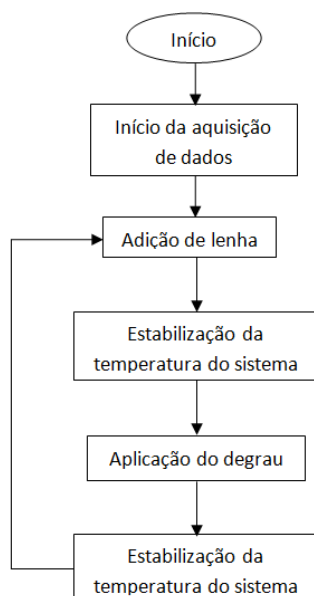 Início
Início da aquisição
de dados
Adição de lenha
Estabilização da
temperatura do sistema
Aplicação do degrau
Estabilização da
temperatura do sistema